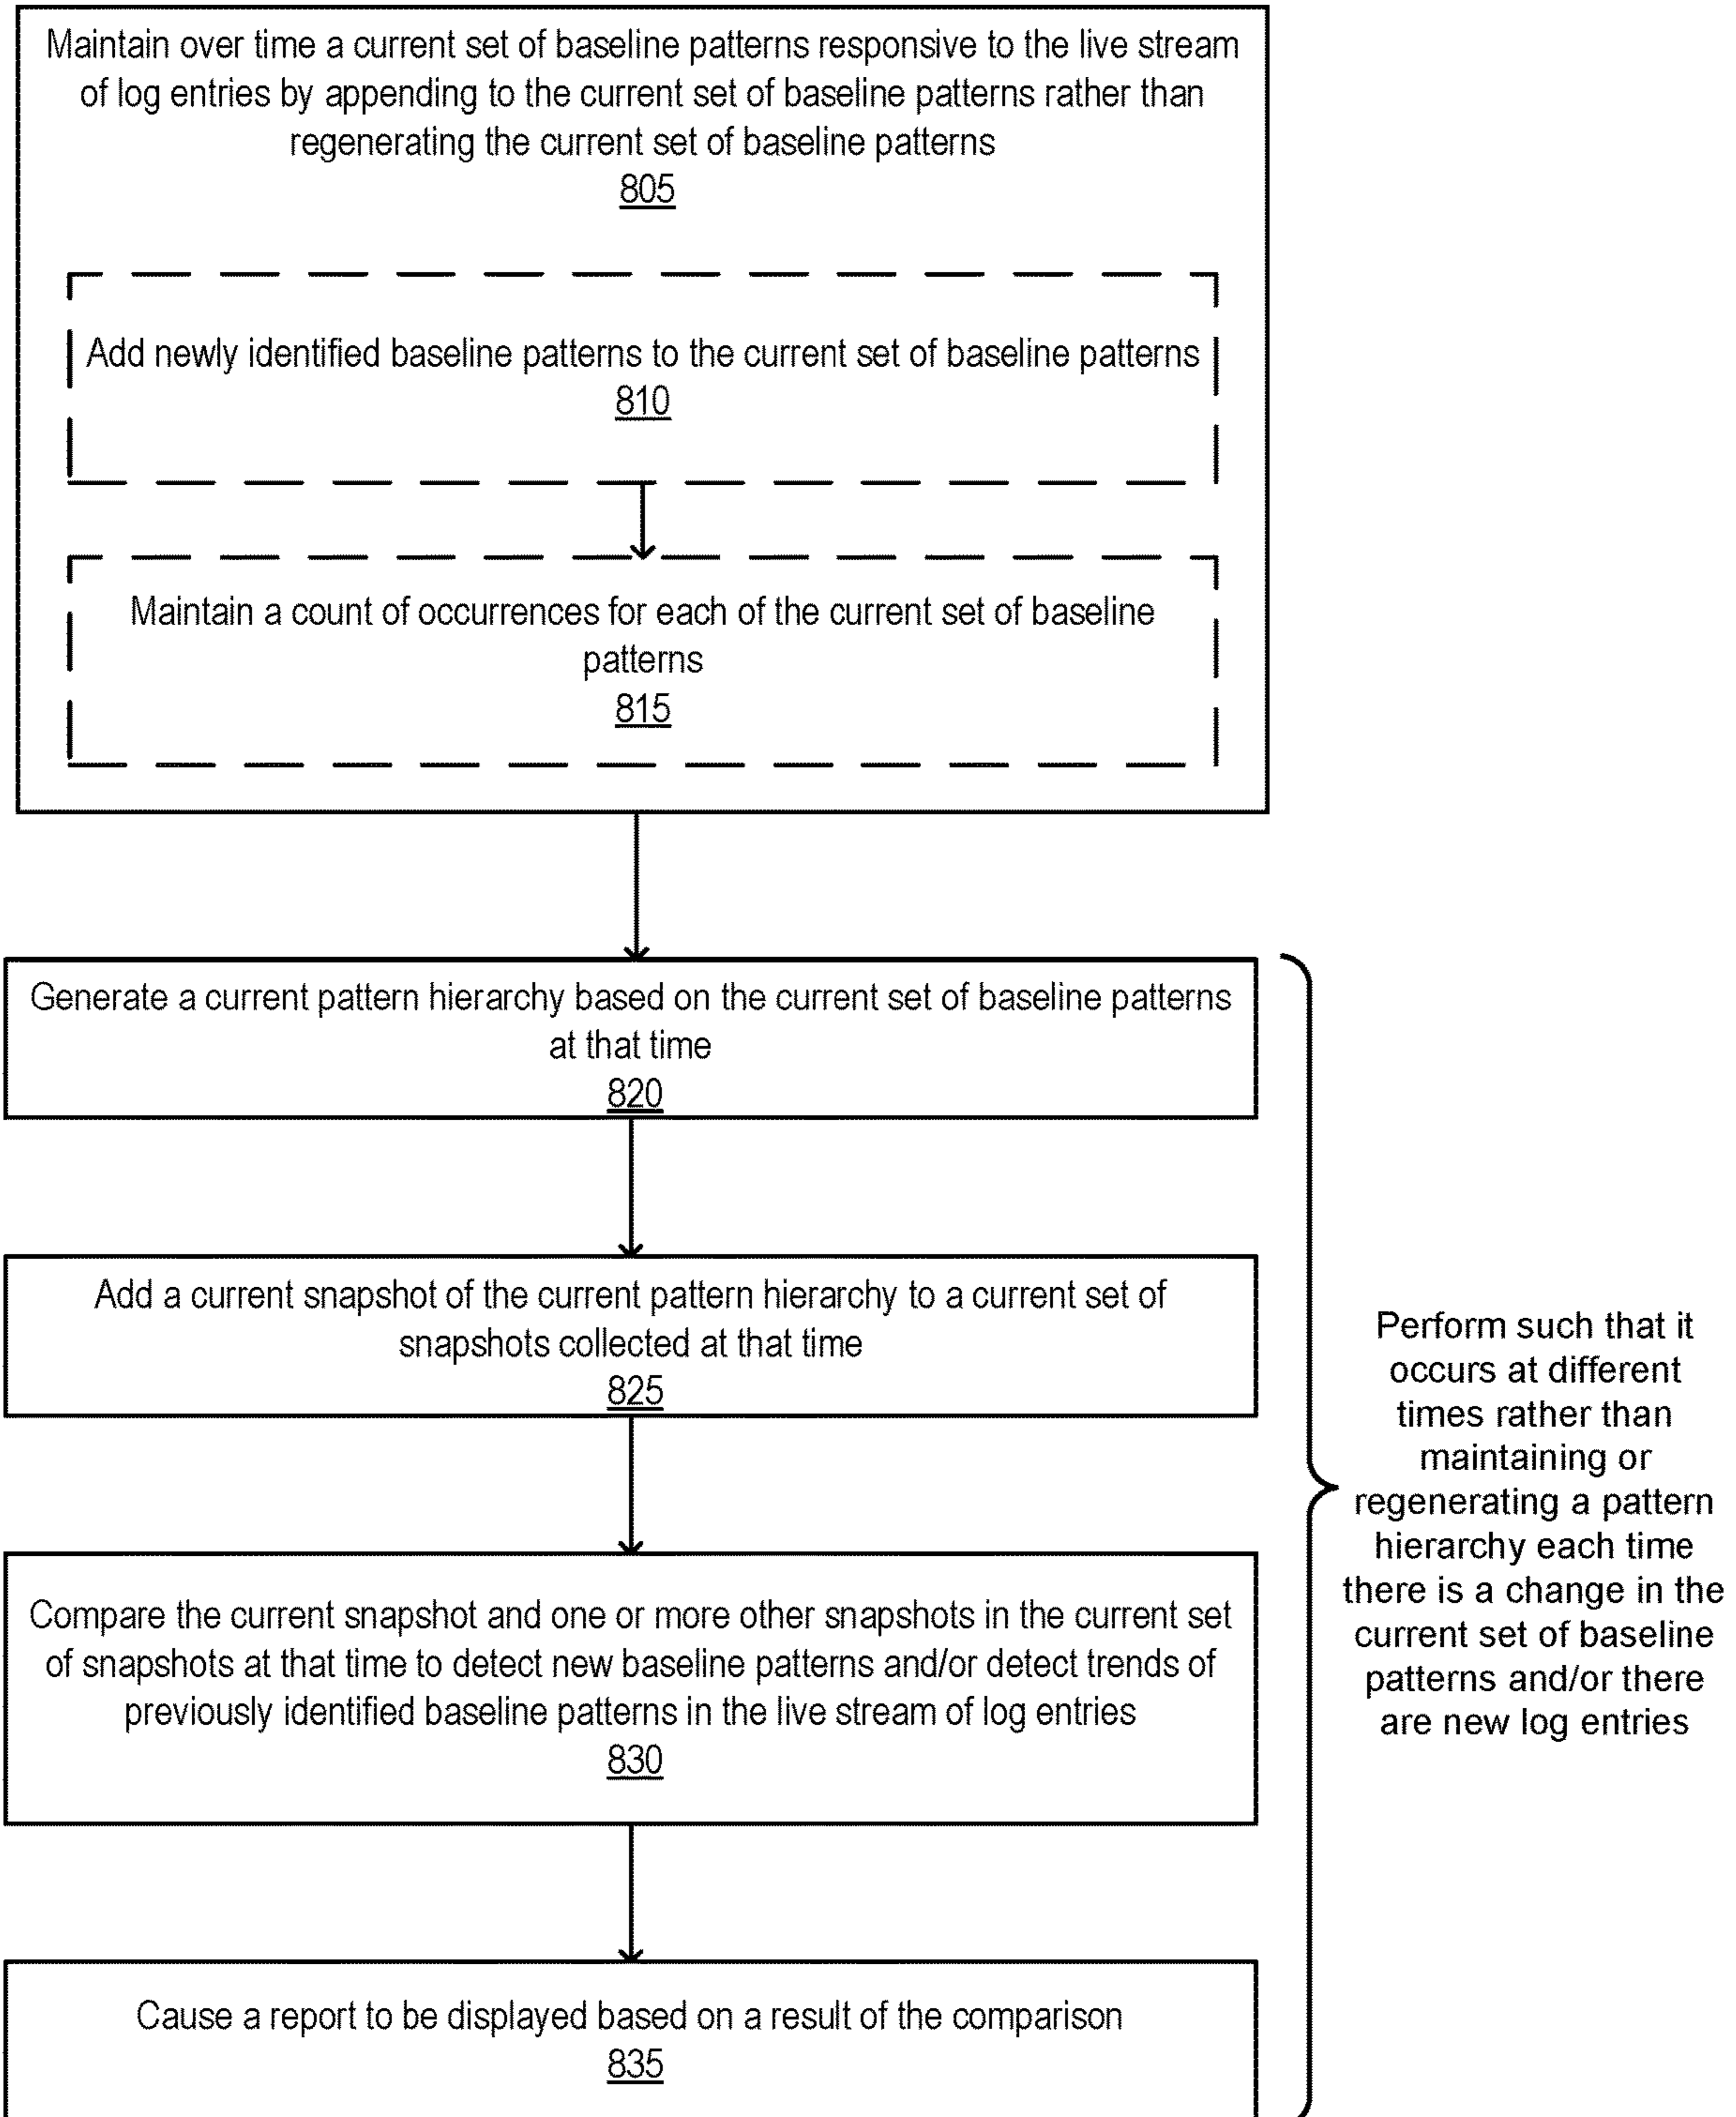 Maintain over time a current set of baseline patterns responsive to the live stream
of log entries by appending to the current set of baseline patterns rather than
regenerating the current set of baseline patterns
805
Add newly identified baseline patterns to the current set of baseline patterns
810
Maintain a count of occurrences for each of the current set of baseline
patterns
815
Generate a current pattern hierarchy based on the current set of baseline patterns
at that time
820
Add a current snapshot of the current pattern hierarchy to a current set of
snapshots collected at that time
825
Compare the current snapshot and one or more other snapshots in the current set
of snapshots at that time to detect new baseline patterns and/or detect trends of
previously identified baseline patterns in the live stream of log entries
830
Cause a report to be displayed based on a result of the comparison
835
Perform such that it
occurs at different
times rather than
maintaining or
regenerating a pattern
hierarchy each time
there is a change in the
current set of baseline
patterns and/or there
are new log entries